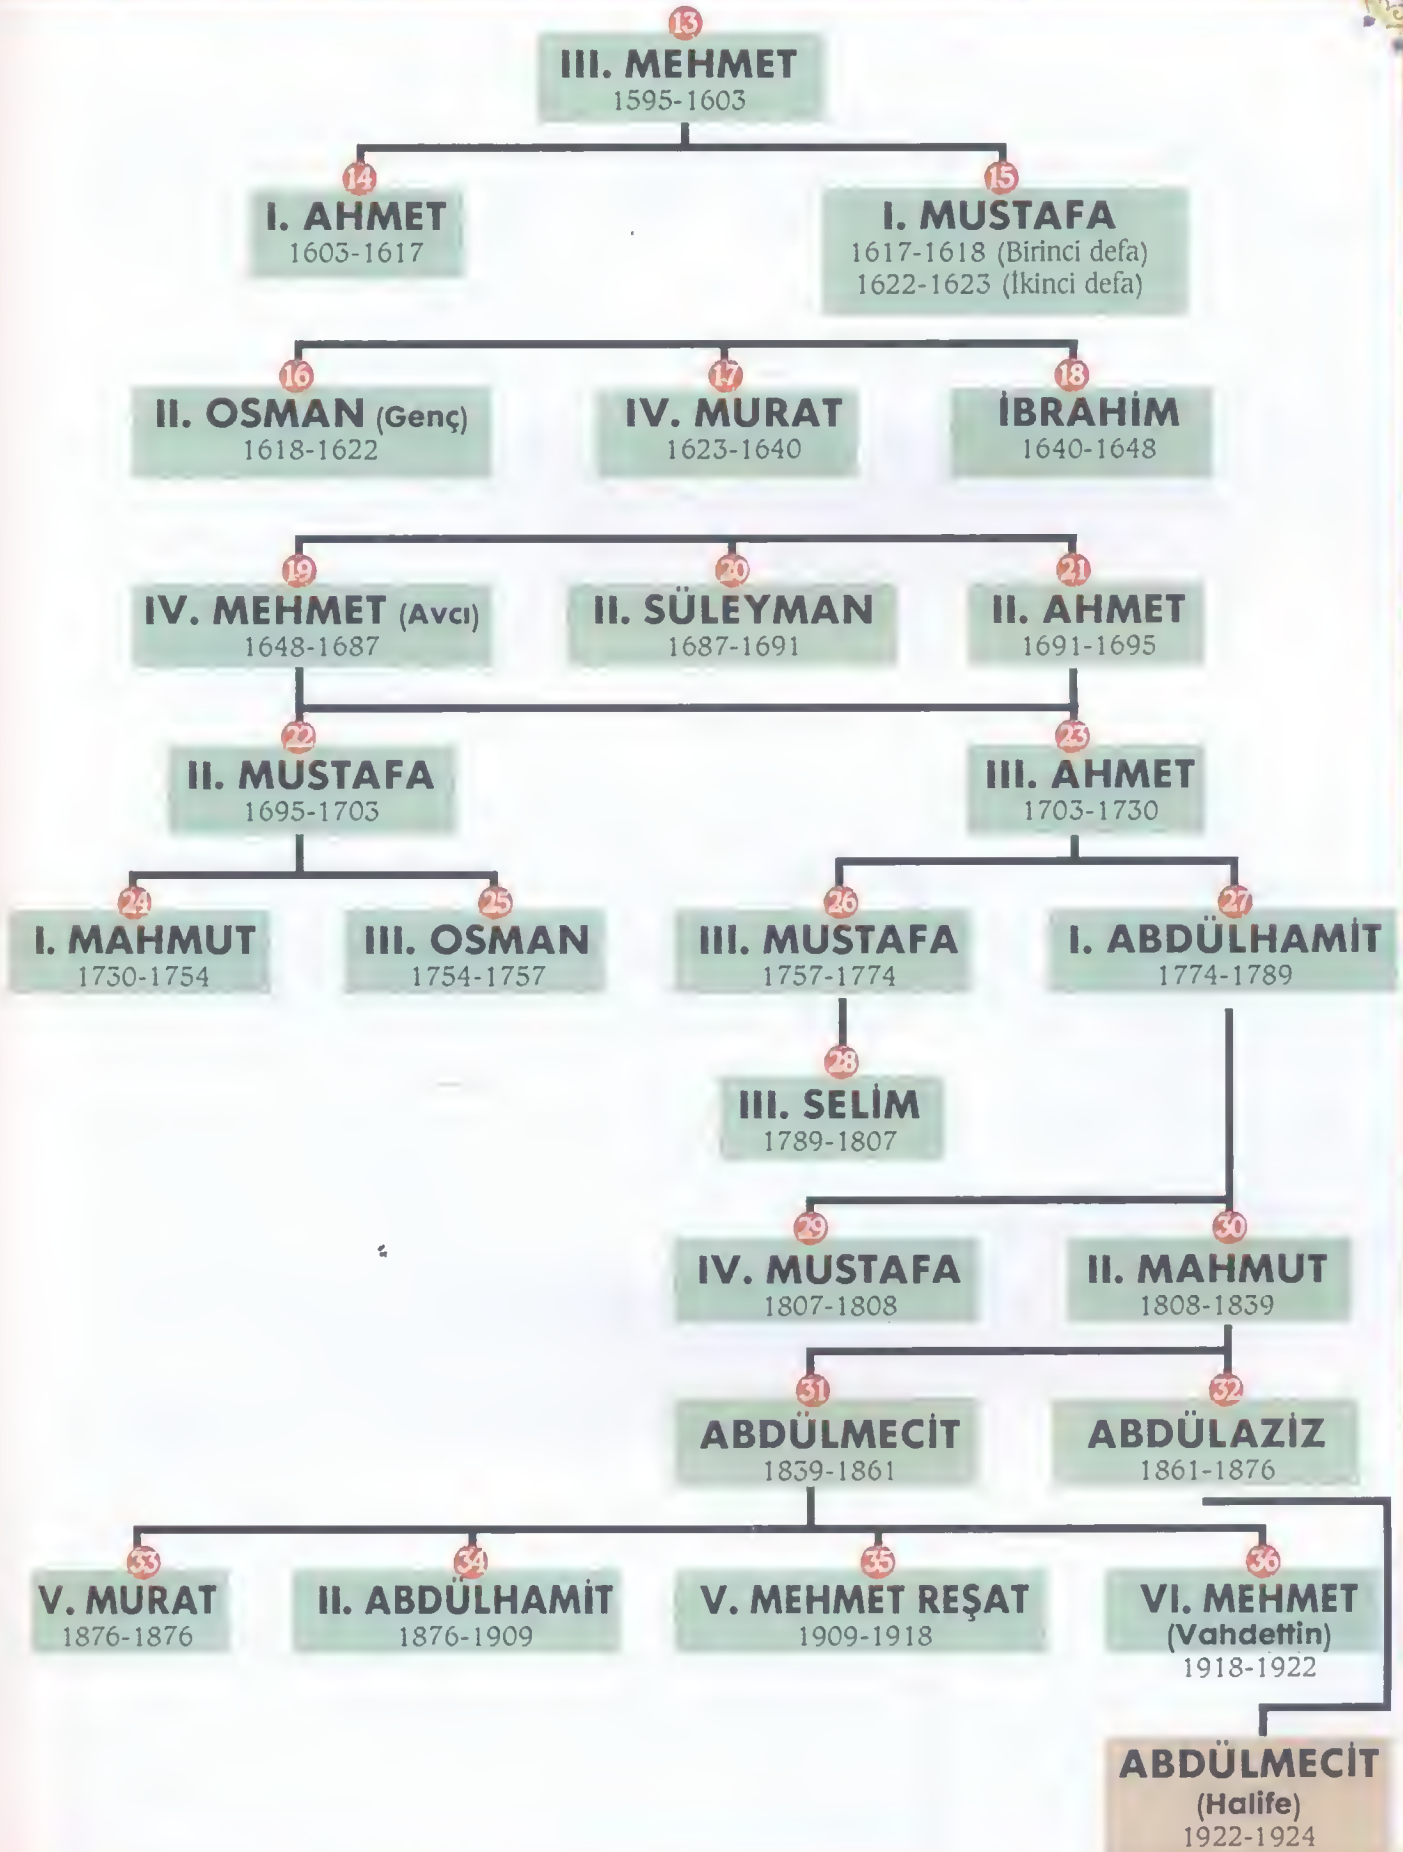 13
III. MEHMET
1595-1603
14
I. AHMET
1603-1617
15
I. MUSTAFA
1617-1618 (Birinci defa)
1622-1623 (İkinci defa)
16
II. OSMAN (Genç)
1618-1622
17
IV. MURAT
1623-1640
18
İBRAHİM
1640-1648
19
IV. MEHMET (Avcı)
1648-1687
20
II. SÜLEYMAN
1687-1691
21
II. AHMET
1691-1695
22
II. MUSTAFA
1695-1703
23
III. AHMET
1703-1730
24
I. MAHMUT
1730-1754
25
III. OSMAN
1754-1757
26
III. MUSTAFA
1757-1774
27
I. ABDÜLHAMİT
1774-1789
28
III. SELİM
1789-1807
29
IV. MUSTAFA
1807-1808
30
II. MAHMUT
1808-1839
31
ABDÜLMECİT
1839-1861
32
ABDÜLAZİZ
1861-1876
33
V. MURAT
1876-1876
34
II. ABDÜLHAMİT
1876-1909
35
V. MEHMET REŞAT
1909-1918
36
VI. MEHMET
(Vahdettin)
1918-1922
ABDÜLMECİT
(Halife)
1922-1924